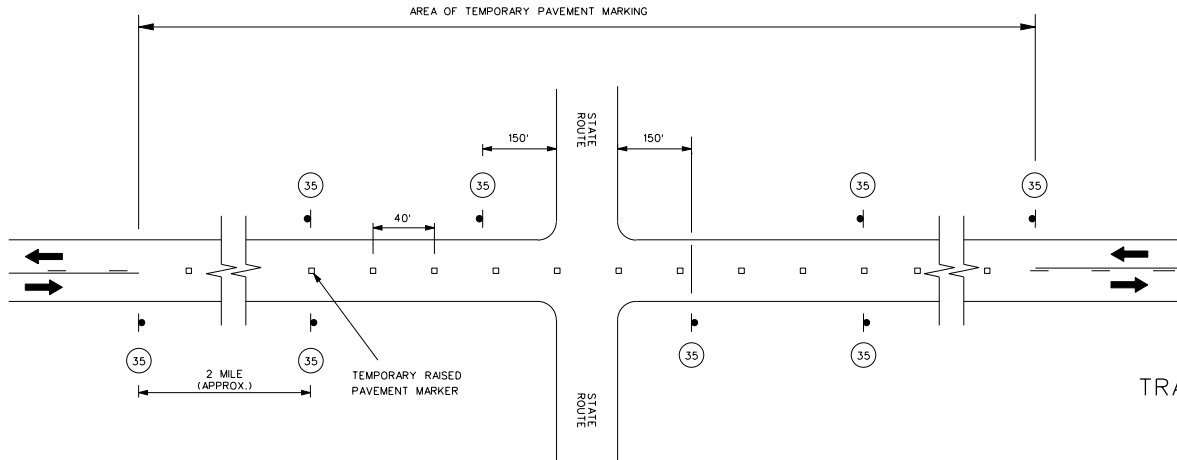 AREA OF TEMPORARY PAVEMENT MARKING
STATE
ROUTE
150'
150'
35
35
35
35
40'
35
35
35
35
2 MILE
(APPROX.)
TEMPORARY RAISED
PAVEMENT MARKER
STATE
ROUTE
TRA